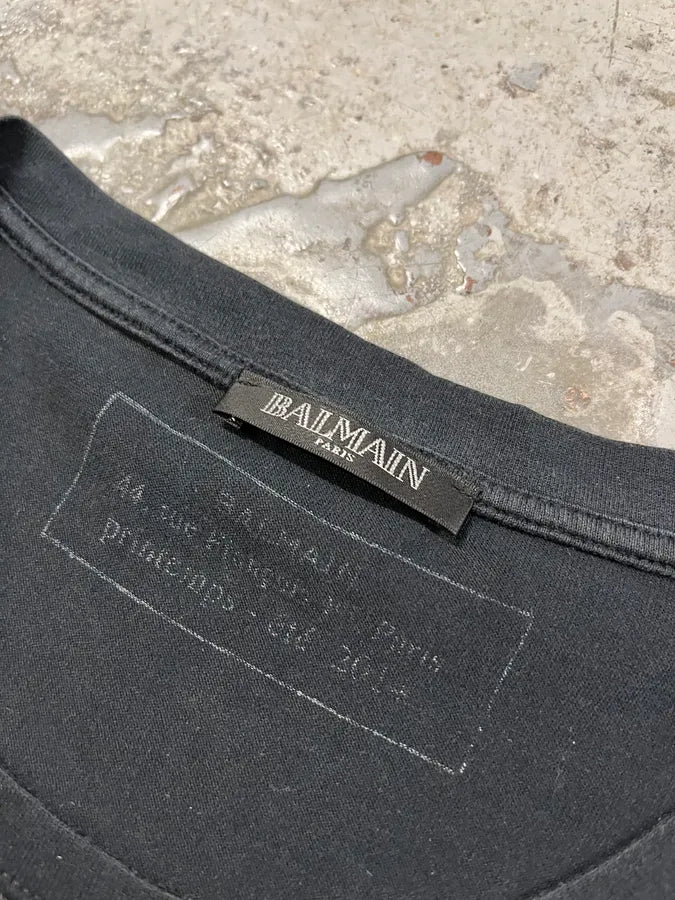 BALMAIN
PARIS
BALMAIN
44, rue Paris
printemps - été 2014